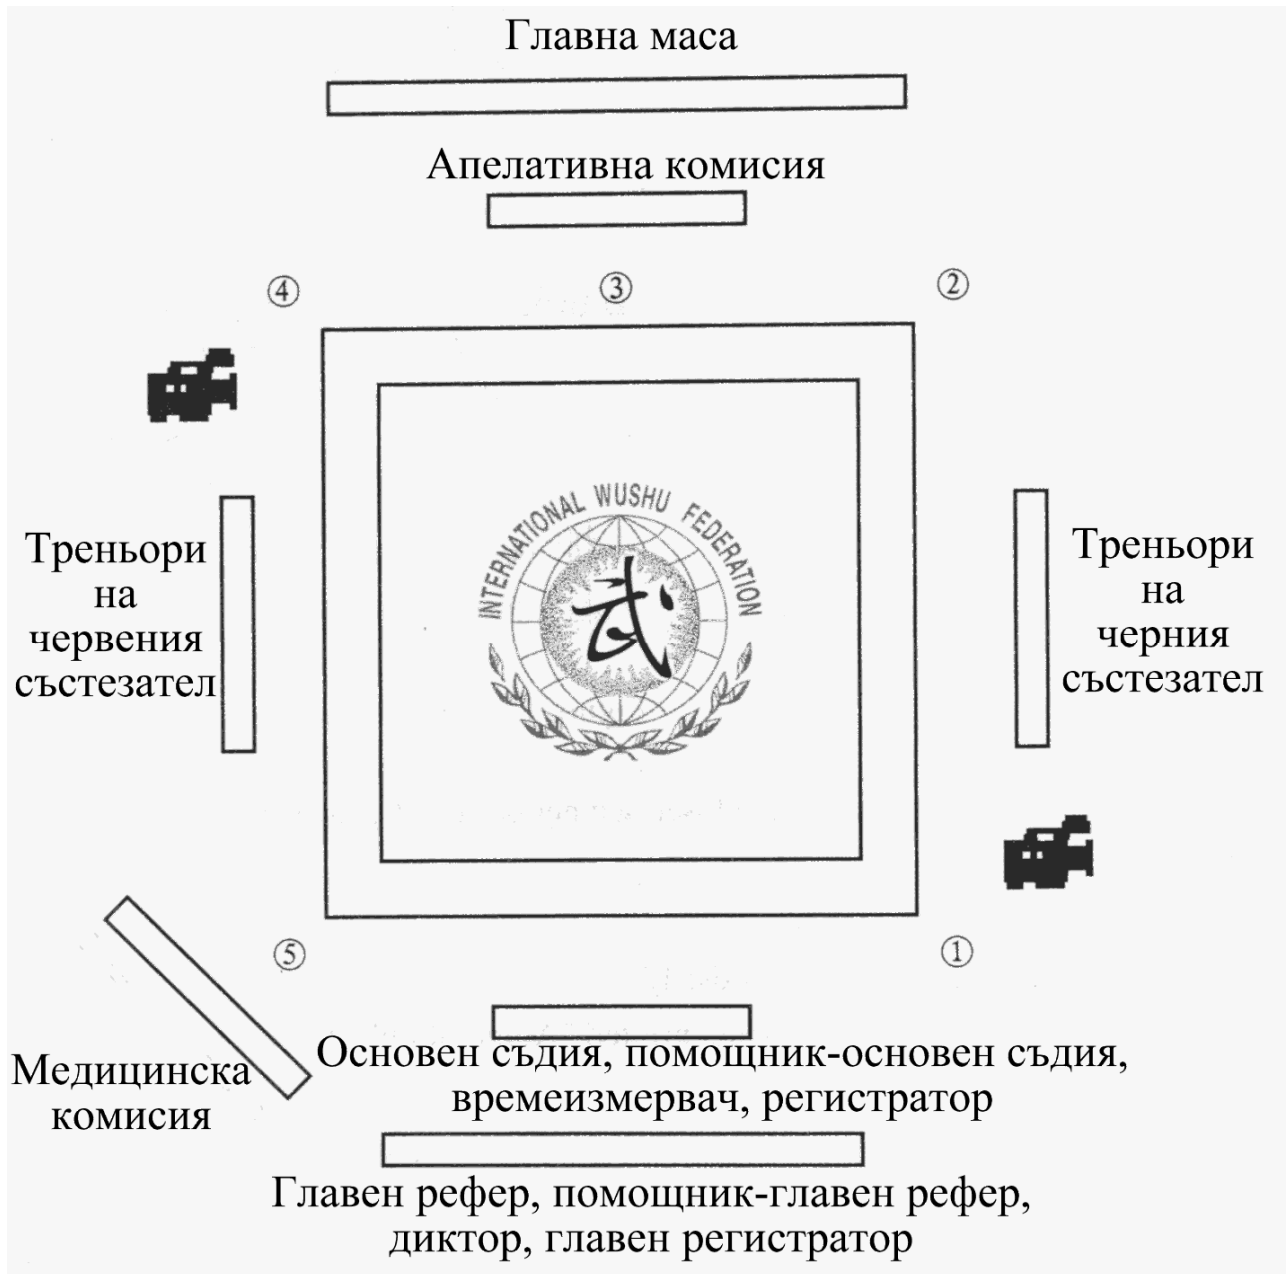 Главна маса
Апелативна комисия
④
③
②
INTERNATIONAL WUSHU FEDERATION
武
Треньори
на
червения
състезател
Треньори
на
черния
състезател
⑤
①
Медицинска
комисия
Основен съдия, помощник-основен съдия,
времеизмервач, регистратор
Главен рефер, помощник-главен рефер,
диктор, главен регистратор